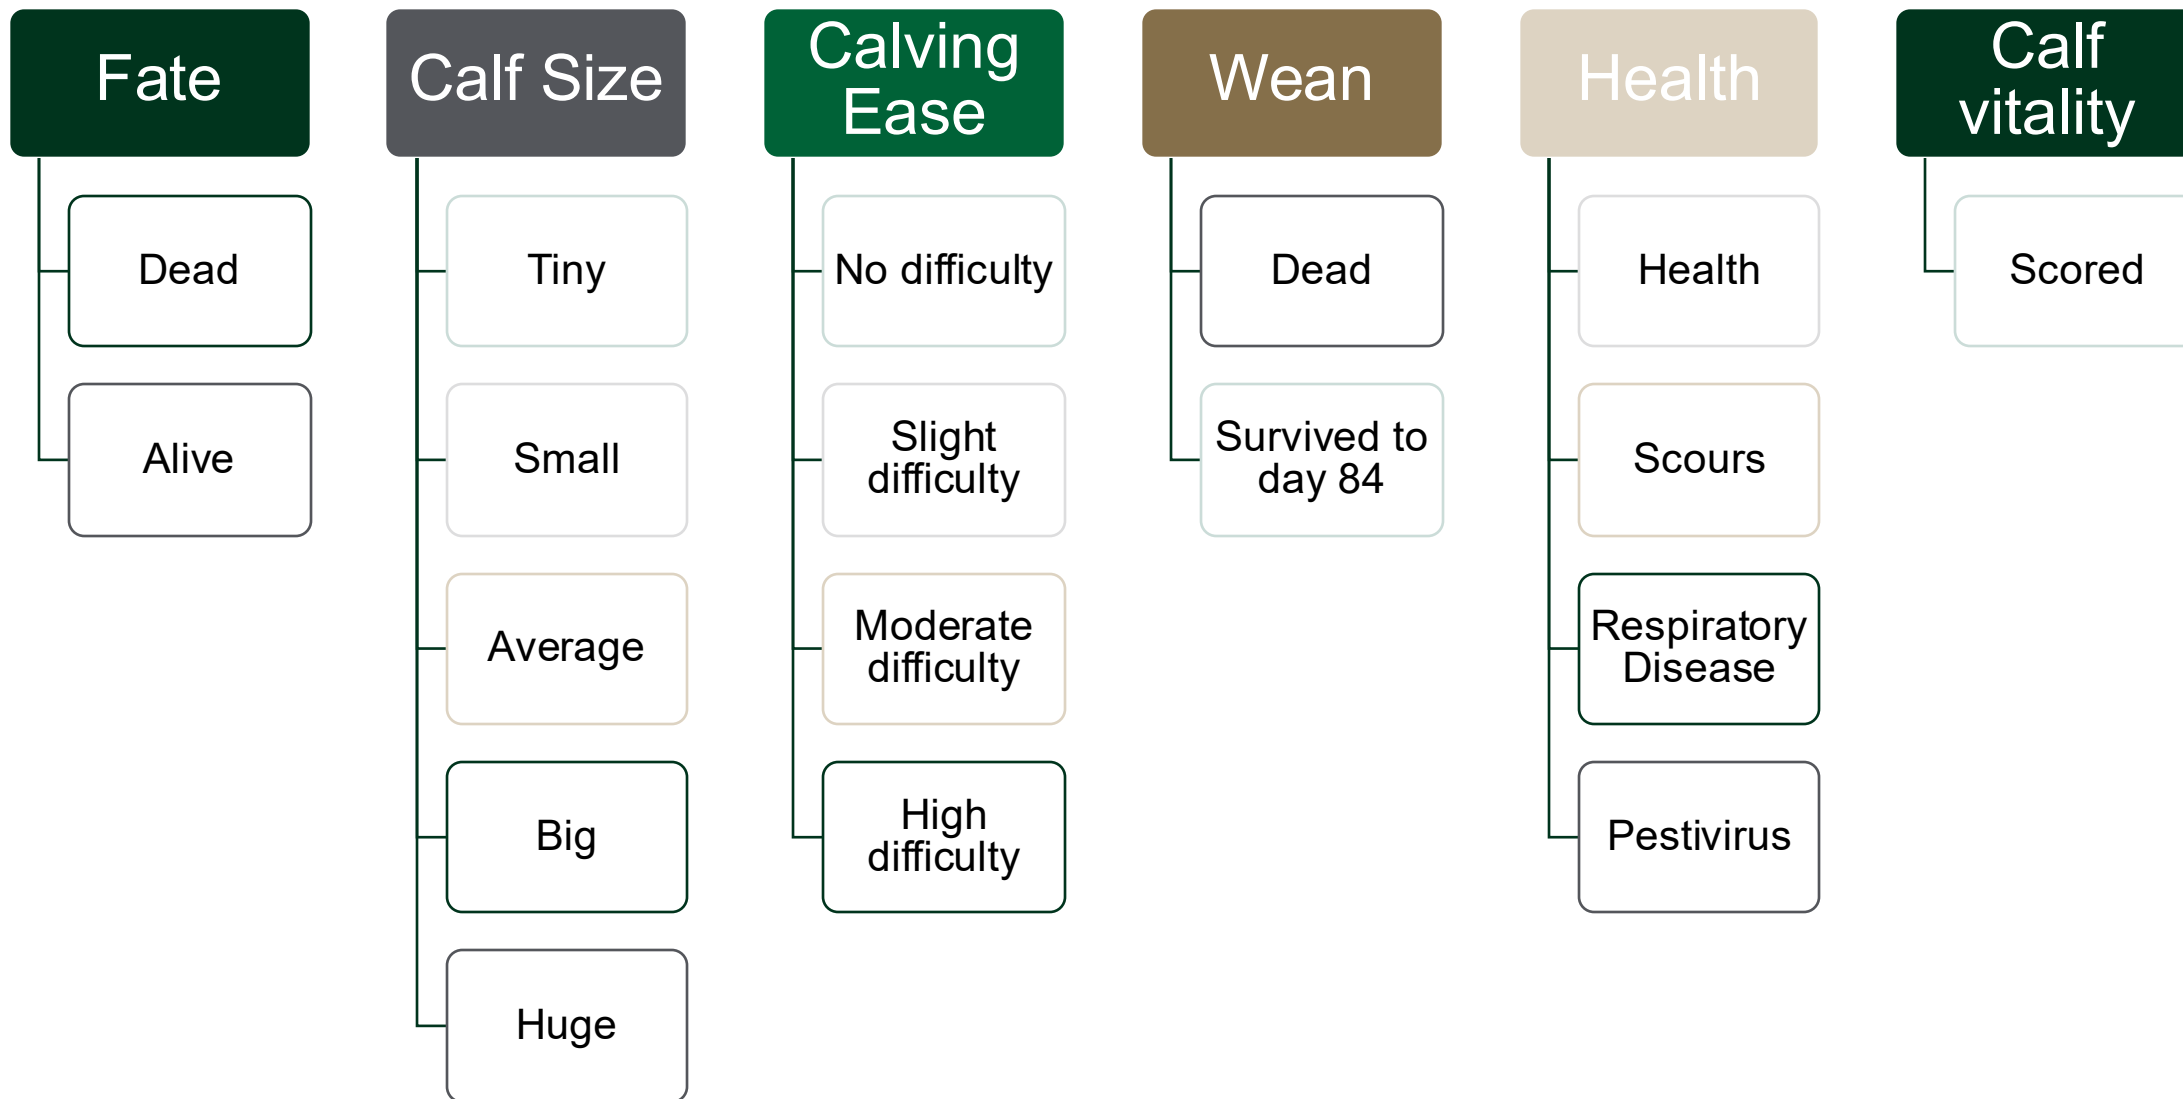 Fate
Dead
Alive
Calf Size
Tiny
Small
Average
Big
Huge
Calving
Ease
No difficulty
Slight
difficulty
Moderate
difficulty
High
difficulty
Wean
Dead
Survived to
day 84
Health
Health
Scours
Respiratory
Disease
Pestivirus
Calf
vitality
Scored